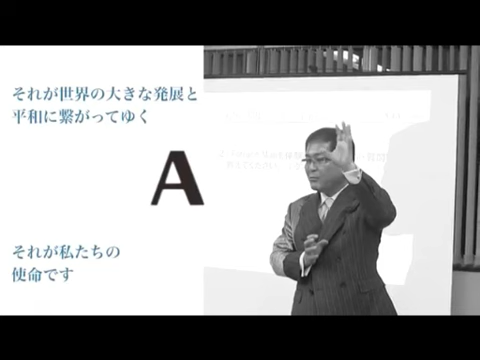 それが世界の大きな発展と
平和に繋がってゆく
A
それが私たちの
使命です